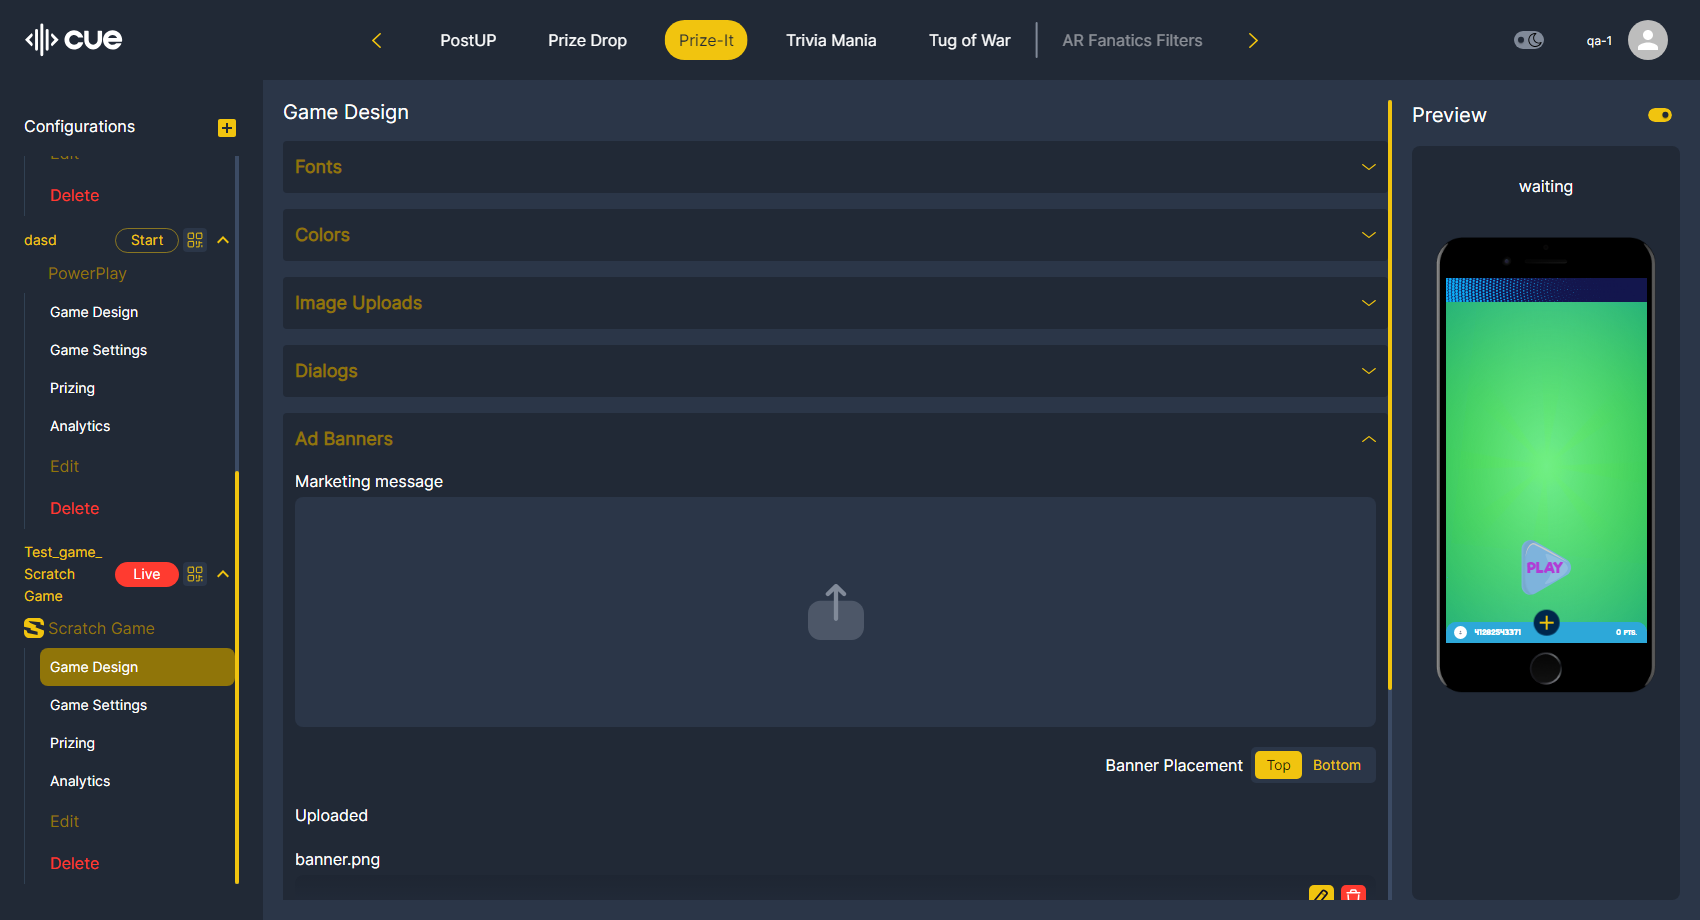 cue
PostUP
Prize Drop
Prize-It
Trivia Mania
Tug of War
AR Fanatics Filters
qa-1
Configurations
Delete
dasd
Start
PowerPlay
Game Design
Game Settings
Prizing
Analytics
Edit
Delete
Test_game_
Scratch
Game
Live
Scratch Game
Game Design
Game Settings
Prizing
Analytics
Edit
Delete
Game Design
Fonts
Colors
Image Uploads
Dialogs
Ad Banners
Marketing message
Banner Placement
Top
Bottom
Uploaded
banner.png
Preview
waiting
PLAY
0 PTS.